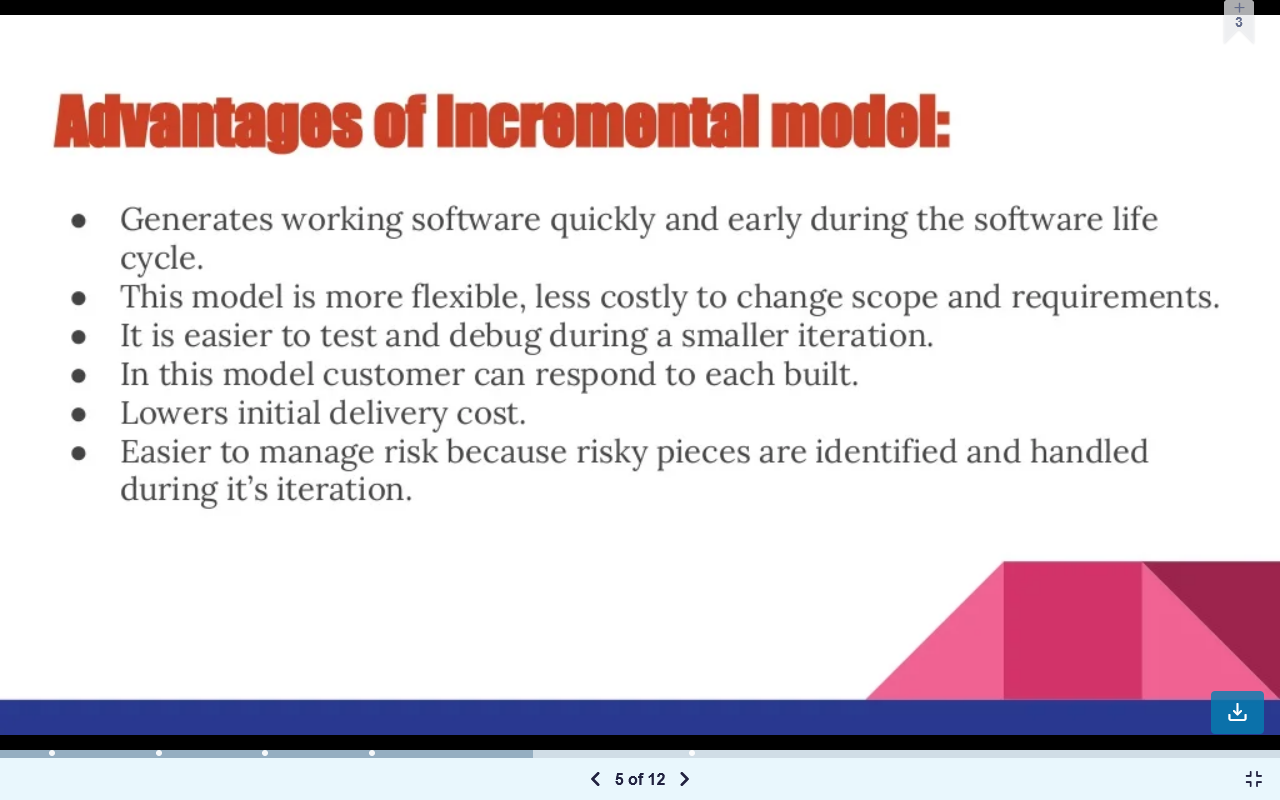 +
3
Advantages of Incremental model:
● Generates working software quickly and early during the software life
cycle.
● This model is more flexible, less costly to change scope and requirements.
● It is easier to test and debug during a smaller iteration.
● In this model customer can respond to each built.
● Lowers initial delivery cost.
● Easier to manage risk because risky pieces are identified and handled
during it’s iteration.
5 of 12